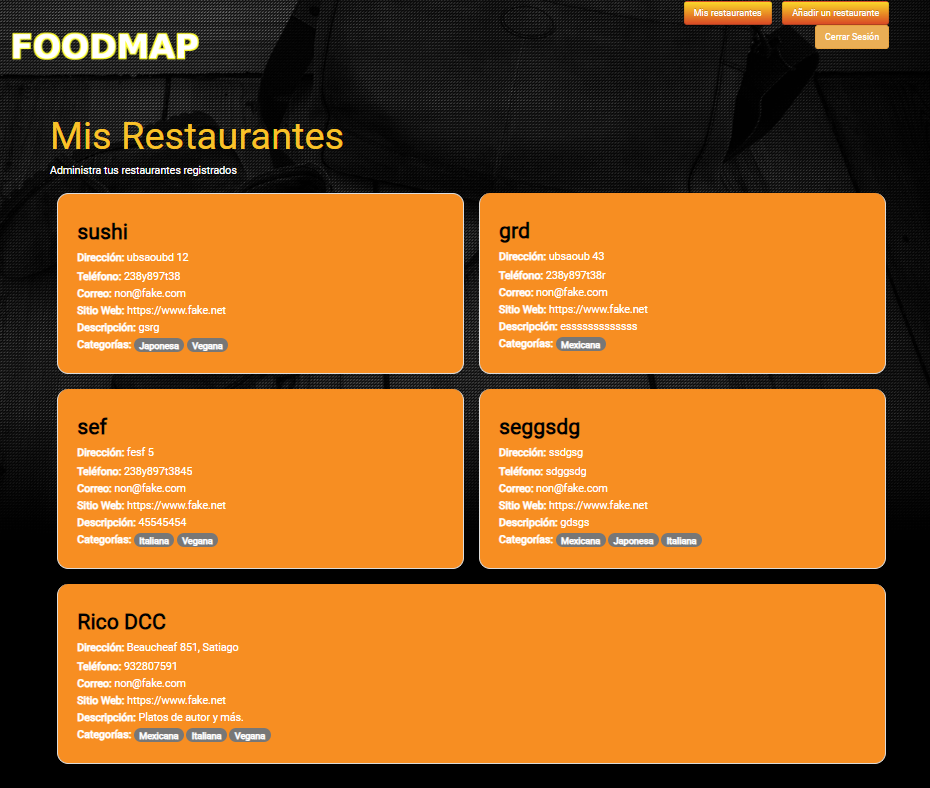 Mis restaurantes
Añadir un restaurante
Cerrar Sesión
FOODMAP
Mis Restaurantes
Administra tus restaurantes registrados
sushi
Dirección: ubsaoubd 12
Teléfono: 238y897t38
Correo: non@fake.com
Sitio Web: https://www.fake.net
Descripción: gsrg
Categorías: Japonesa Vegana
grd
Dirección: ubsaoub 43
Teléfono: 238y897t38r
Correo: non@fake.com
Sitio Web: https://www.fake.net
Descripción: esssssssssssss
Categorías: Mexicana
sef
Dirección: fesf 5
Teléfono: 238y897t3845
Correo: non@fake.com
Sitio Web: https://www.fake.net
Descripción: 45545454
Categorías: Italiana Vegana
seggsdg
Dirección: ssdgsg
Teléfono: sdggsdg
Correo: non@fake.com
Sitio Web: https://www.fake.net
Descripción: gdsgs
Categorías: Mexicana Japonesa Italiana
Rico DCC
Dirección: Beaucheaf 851, Satiago
Teléfono: 932807591
Correo: non@fake.com
Sitio Web: https://www.fake.net
Descripción: Platos de autor y más.
Categorías: Mexicana Italiana Vegana